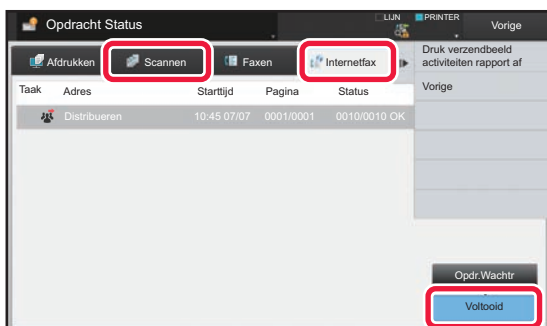 Opdracht Status
LIJN
PRINTER
Vorige
Afdrukken
Scannen
Faxen
Internetfax
Druk verzendbeeld
activiteiten rapport af
Taak Adres Starttijd Pagina Status
Vorige
Distribueren 10:45 07/07 0001/0001 0010/0010 OK
Opdr.Wachtr
Voltooid